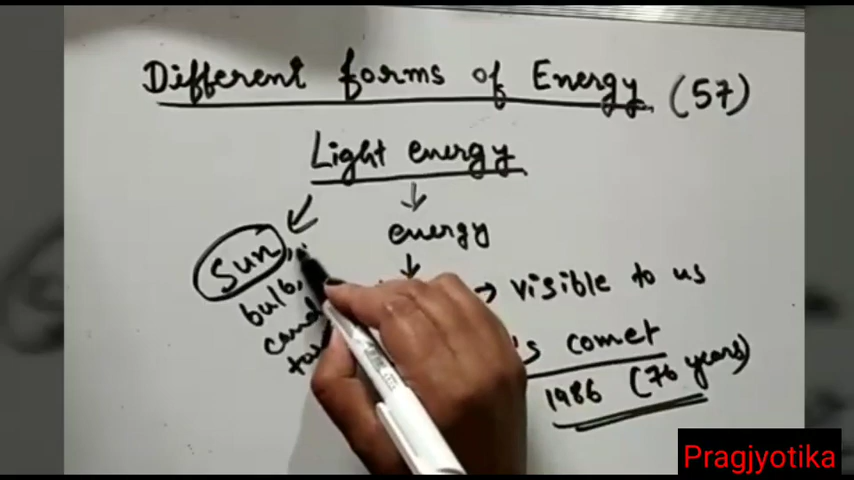 Different forms of Energy (57)
Light energy
energy
Sun,
bulb,
visible to us
comet
1986 (76 years)
Pragjyotika